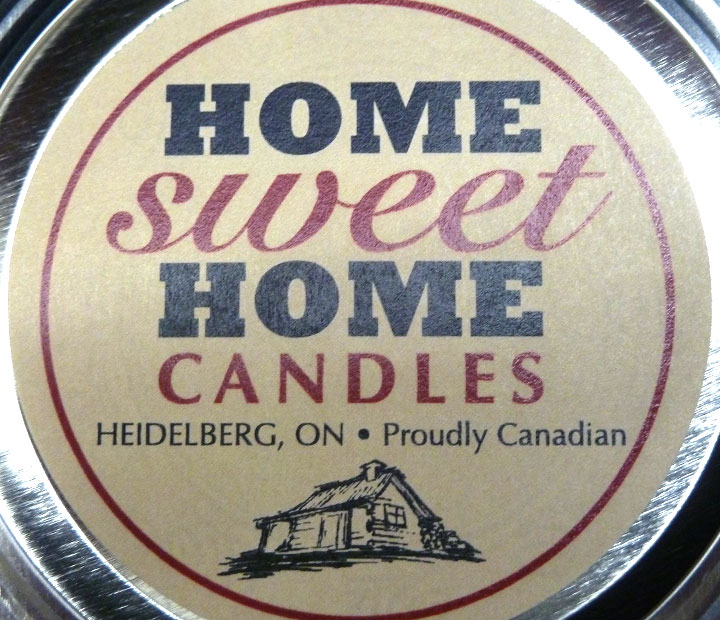 HOME
sweet
HOME
CANDLES
HEIDELBERG, ON • Proudly Canadian